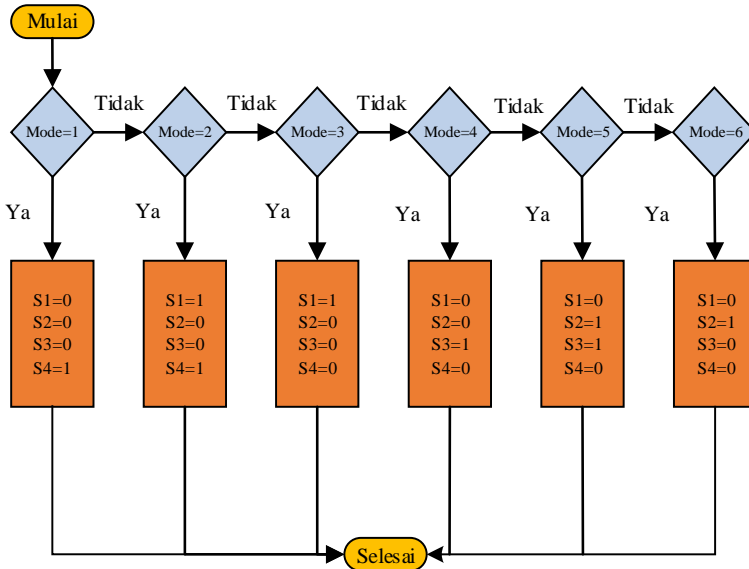 Mulai
Tidak
Tidak
Tidak
Tidak
Tidak
Mode=1
Mode=2
Mode=3
Mode=4
Mode=5
Mode=6
Ya
Ya
Ya
Ya
Ya
Ya
S1=0
S2=0
S3=0
S4=1
S1=1
S2=0
S3=0
S4=1
S1=1
S2=0
S3=0
S4=0
S1=0
S2=0
S3=1
S4=0
S1=0
S2=1
S3=1
S4=0
S1=0
S2=1
S3=0
S4=0
Selesai